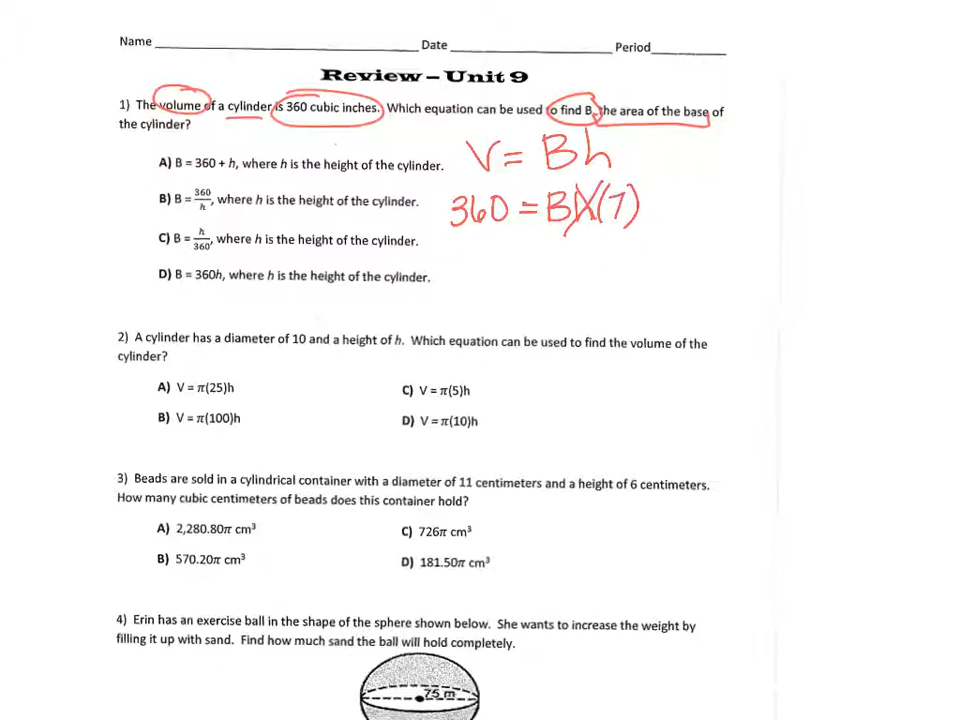 Name ____________ Date ____________ Period ________
Review – Unit 9
1) The volume of a cylinder is 360 cubic inches. Which equation can be used to find B, the area of the base of
the cylinder?
V = Bh
A) B = 360 + h, where h is the height of the cylinder.
B) B = 360/h, where h is the height of the cylinder.
360 = B (7)
C) B = h/360, where h is the height of the cylinder.
D) B = 360h, where h is the height of the cylinder.
2) A cylinder has a diameter of 10 and a height of h. Which equation can be used to find the volume of the
cylinder?
A) V = π(25)h
C) V = π(5)h
B) V = π(100)h
D) V = π(10)h
3) Beads are sold in a cylindrical container with a diameter of 11 centimeters and a height of 6 centimeters.
How many cubic centimeters of beads does this container hold?
A) 2,280.80π cm³
C) 726π cm³
B) 570.20π cm³
D) 181.50π cm³
4) Erin has an exercise ball in the shape of the sphere shown below. She wants to increase the weight by
filling it up with sand. Find how much sand the ball will hold completely.
75 m